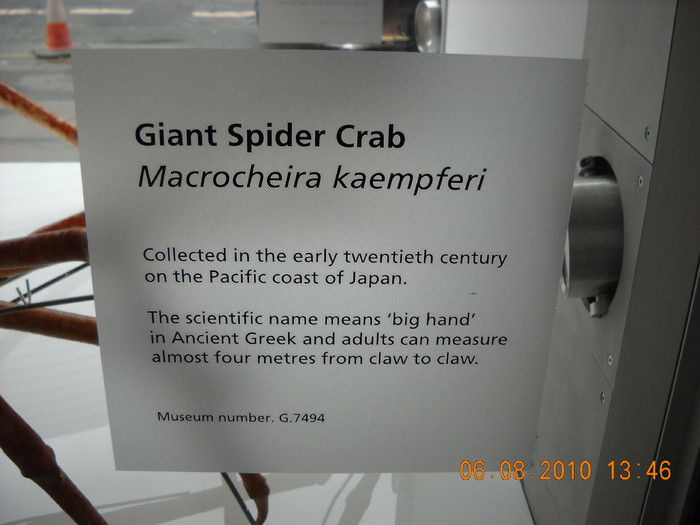 Giant Spider Crab
Macrocheira kaempferi
Collected in the early twentieth century
on the Pacific coast of Japan.
The scientific name means ‘big hand’
in Ancient Greek and adults can measure
almost four metres from claw to claw.
Museum number. G.7494
06.08.2010 13:46